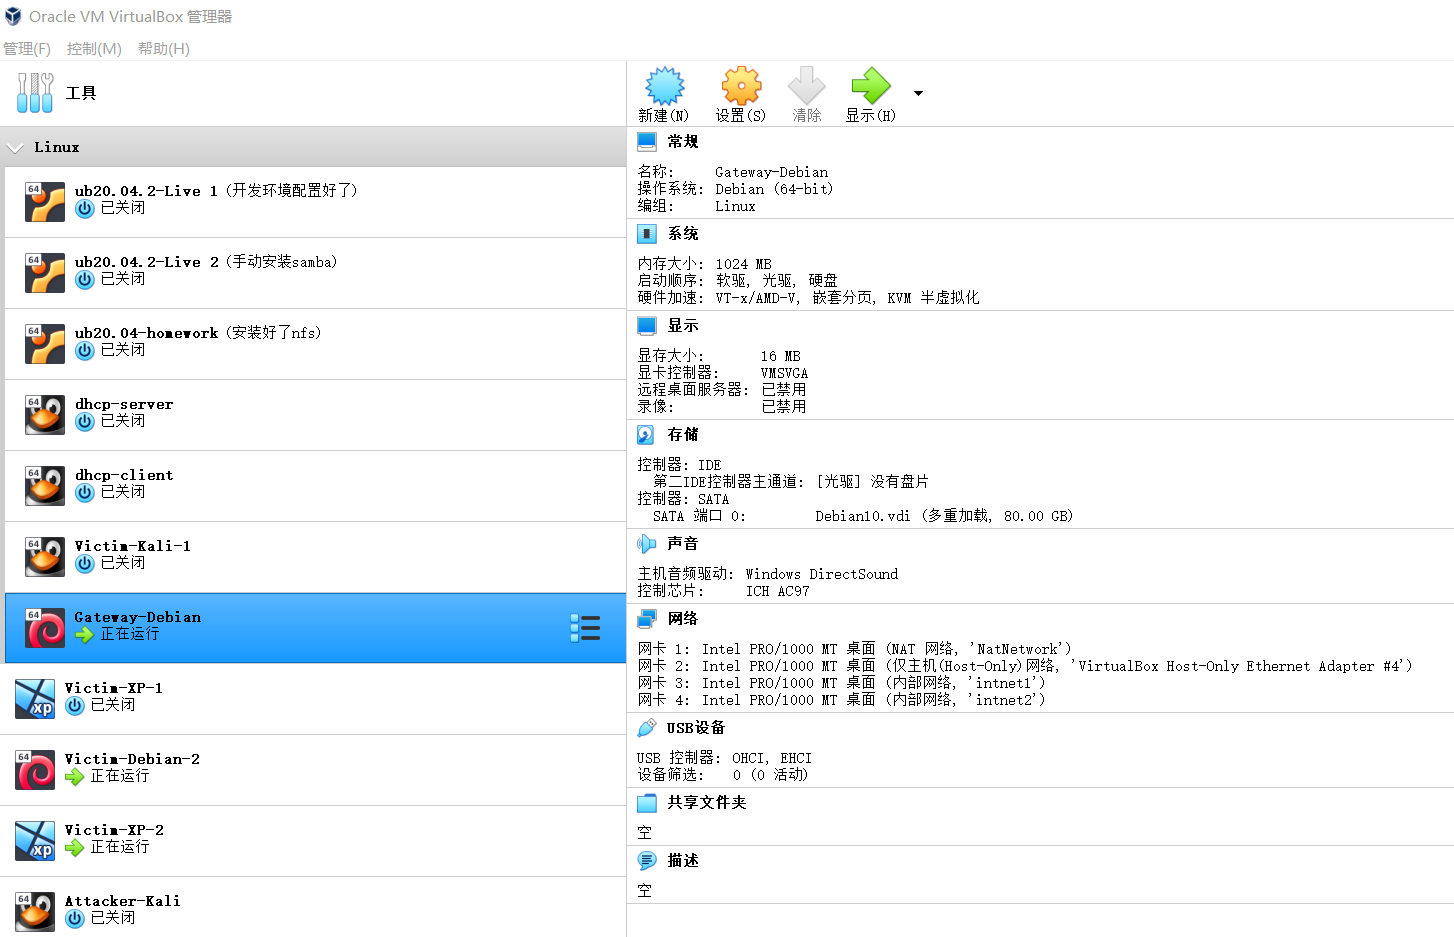 Oracle VM VirtualBox 管理器
管理(F) 控制(M) 帮助(H)
工具
Linux
64
ub20.04.2-Live 1 (开发环境配置好了)
已关闭
64
ub20.04.2-Live 2 (手动安装samba)
已关闭
64
ub20.04-homework (安装好了nfs)
已关闭
64
dhcp-server
已关闭
64
dhcp-client
已关闭
64
Victim-Kali-1
已关闭
64
Gateway-Debian
正在运行
xp
Victim-XP-1
已关闭
64
Victim-Debian-2
正在运行
xp
Victim-XP-2
正在运行
64
Attacker-Kali
已关闭
新建(N) 设置(S) 清除 显示(H)
常规
名称: Gateway-Debian
操作系统: Debian (64-bit)
编组: Linux
系统
内存大小: 1024 MB
启动顺序: 软驱, 光驱, 硬盘
硬件加速: VT-x/AMD-V, 嵌套分页, KVM 半虚拟化
显示
显存大小: 16 MB
显卡控制器: VMSVGA
远程桌面服务器: 已禁用
录像: 已禁用
存储
控制器: IDE
第二IDE控制器主通道: [光驱] 没有盘片
控制器: SATA
SATA 端口 0: Debian10.vdi (多重加载, 80.00 GB)
声音
主机音频驱动: Windows DirectSound
控制芯片: ICH AC97
网络
网卡 1: Intel PRO/1000 MT 桌面 (NAT 网络, 'NatNetwork')
网卡 2: Intel PRO/1000 MT 桌面 (仅主机(Host-Only)网络, 'VirtualBox Host-Only Ethernet Adapter #4')
网卡 3: Intel PRO/1000 MT 桌面 (内部网络, 'intnet1')
网卡 4: Intel PRO/1000 MT 桌面 (内部网络, 'intnet2')
USB设备
USB 控制器: OHCI, EHCI
设备筛选: 0 (0 活动)
共享文件夹
空
描述
空